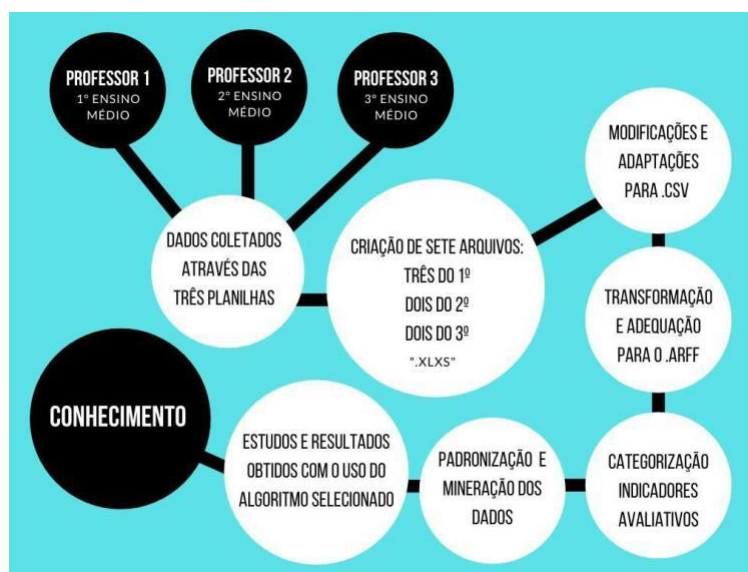 PROFESSOR 1
1º ENSINO
MÉDIO
PROFESSOR 2
2º ENSINO
MÉDIO
PROFESSOR 3
3º ENSINO
MÉDIO
DADOS COLETADOS
ATRAVÉS DAS
TRÊS PLANILHAS
CRIAÇÃO DE SETE ARQUIVOS:
TRÊS DO 1º
DOIS DO 2º
DOIS DO 3º
".XLXS"
MODIFICAÇÕES E
ADAPTAÇÕES
PARA .CSV
TRANSFORMAÇÃO
E ADEQUAÇÃO
PARA O .ARFF
CATEGORIZAÇÃO
INDICADORES
AVALIATIVOS
PADRONIZAÇÃO E
MINERAÇÃO DOS
DADOS
ESTUDOS E RESULTADOS
OBTIDOS COM O USO DO
ALGORITMO SELECIONADO
CONHECIMENTO